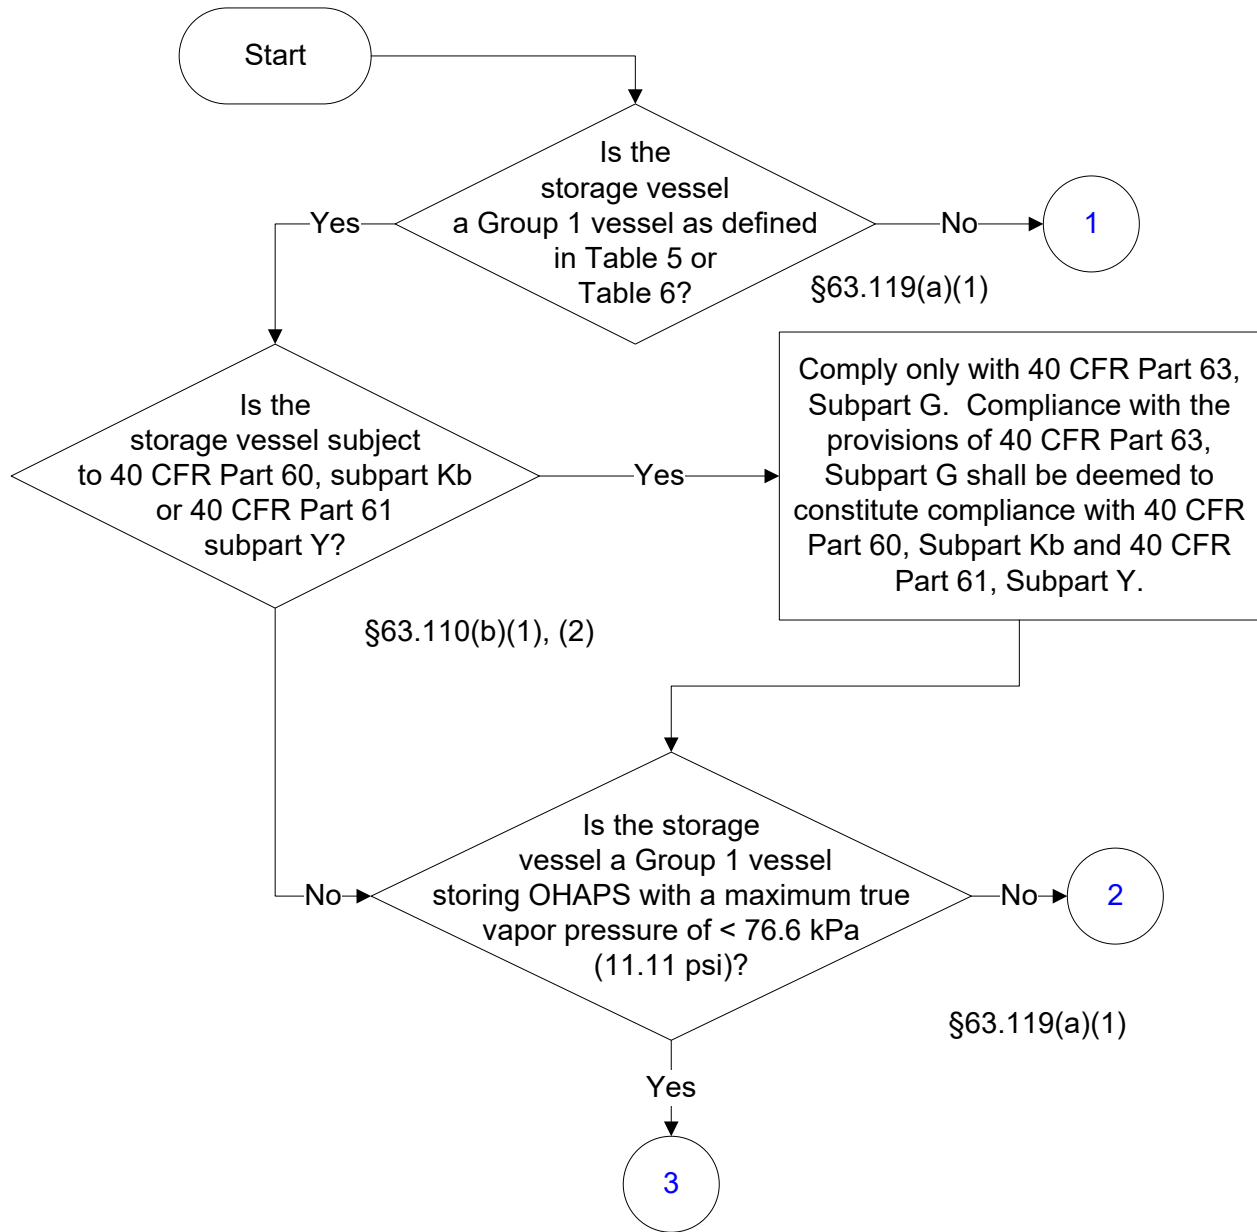 Start
Is the
storage vessel
a Group 1 vessel as defined
in Table 5 or
Table 6?
Yes
No
1
§63.119(a)(1)
Is the
storage vessel subject
to 40 CFR Part 60, subpart Kb
or 40 CFR Part 61
subpart Y?
Yes
Comply only with 40 CFR Part 63,
Subpart G.  Compliance with the
provisions of 40 CFR Part 63,
Subpart G shall be deemed to
constitute compliance with 40 CFR
Part 60, Subpart Kb and 40 CFR
Part 61, Subpart Y.
§63.110(b)(1), (2)
No
Is the storage
vessel a Group 1 vessel
storing OHAPS with a maximum true
vapor pressure of < 76.6 kPa
(11.11 psi)?
No
2
§63.119(a)(1)
Yes
3